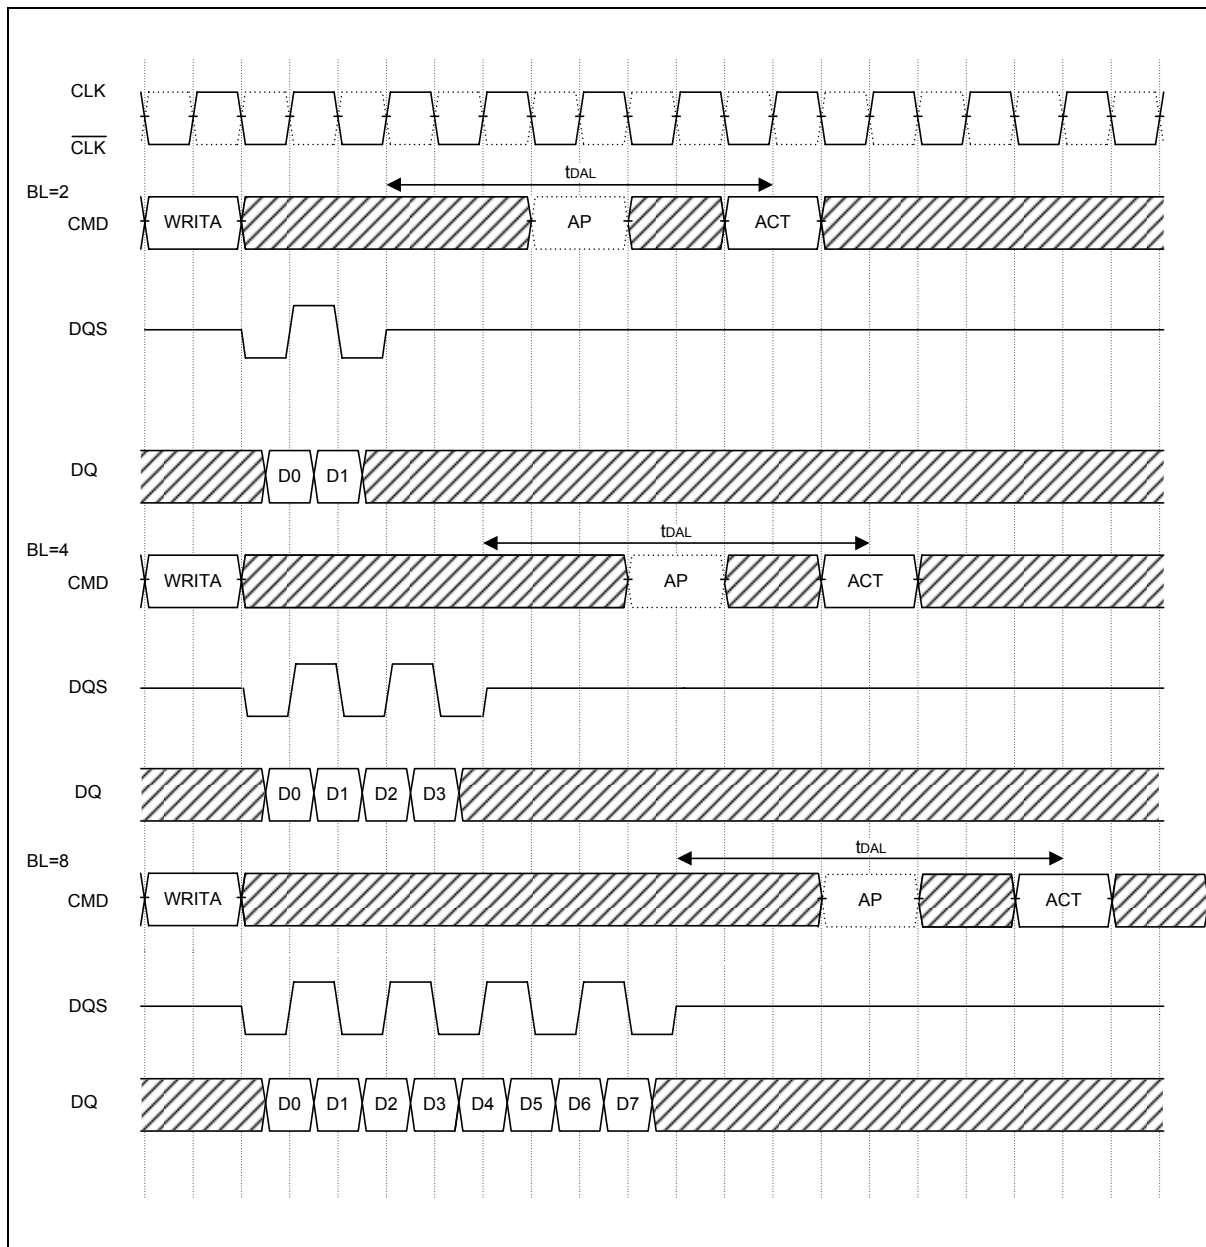 CLK
CLK
tDAL
BL=2
CMD WRITA AP ACT
DQS
DQ D0 D1
tDAL
BL=4
CMD WRITA AP ACT
DQS
DQ D0 D1 D2 D3
tDAL
BL=8
CMD WRITA AP ACT
DQS
DQ D0 D1 D2 D3 D4 D5 D6 D7